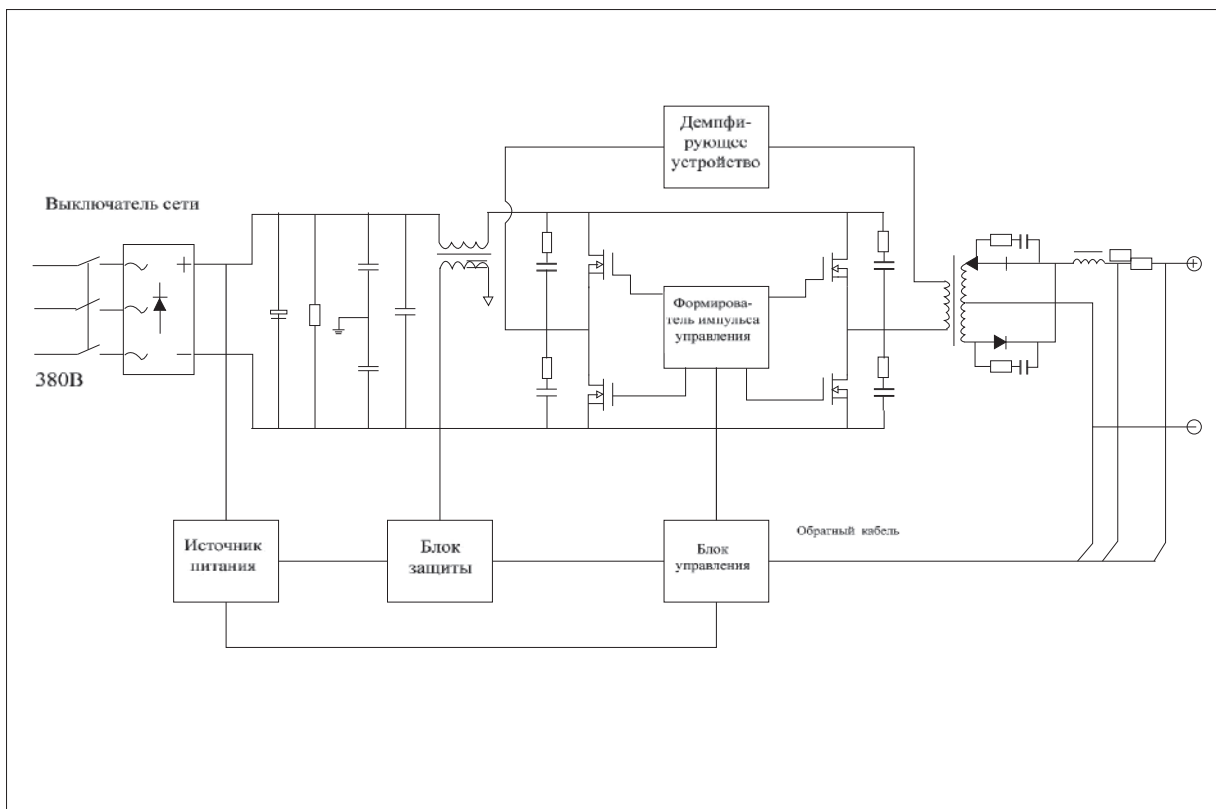 Демпфи-
рующее
устройство
Выключатель сети
Формирова-
тель импульса
управления
380В
Обратный кабель
Источник
питания
Блок
защиты
Блок
управления